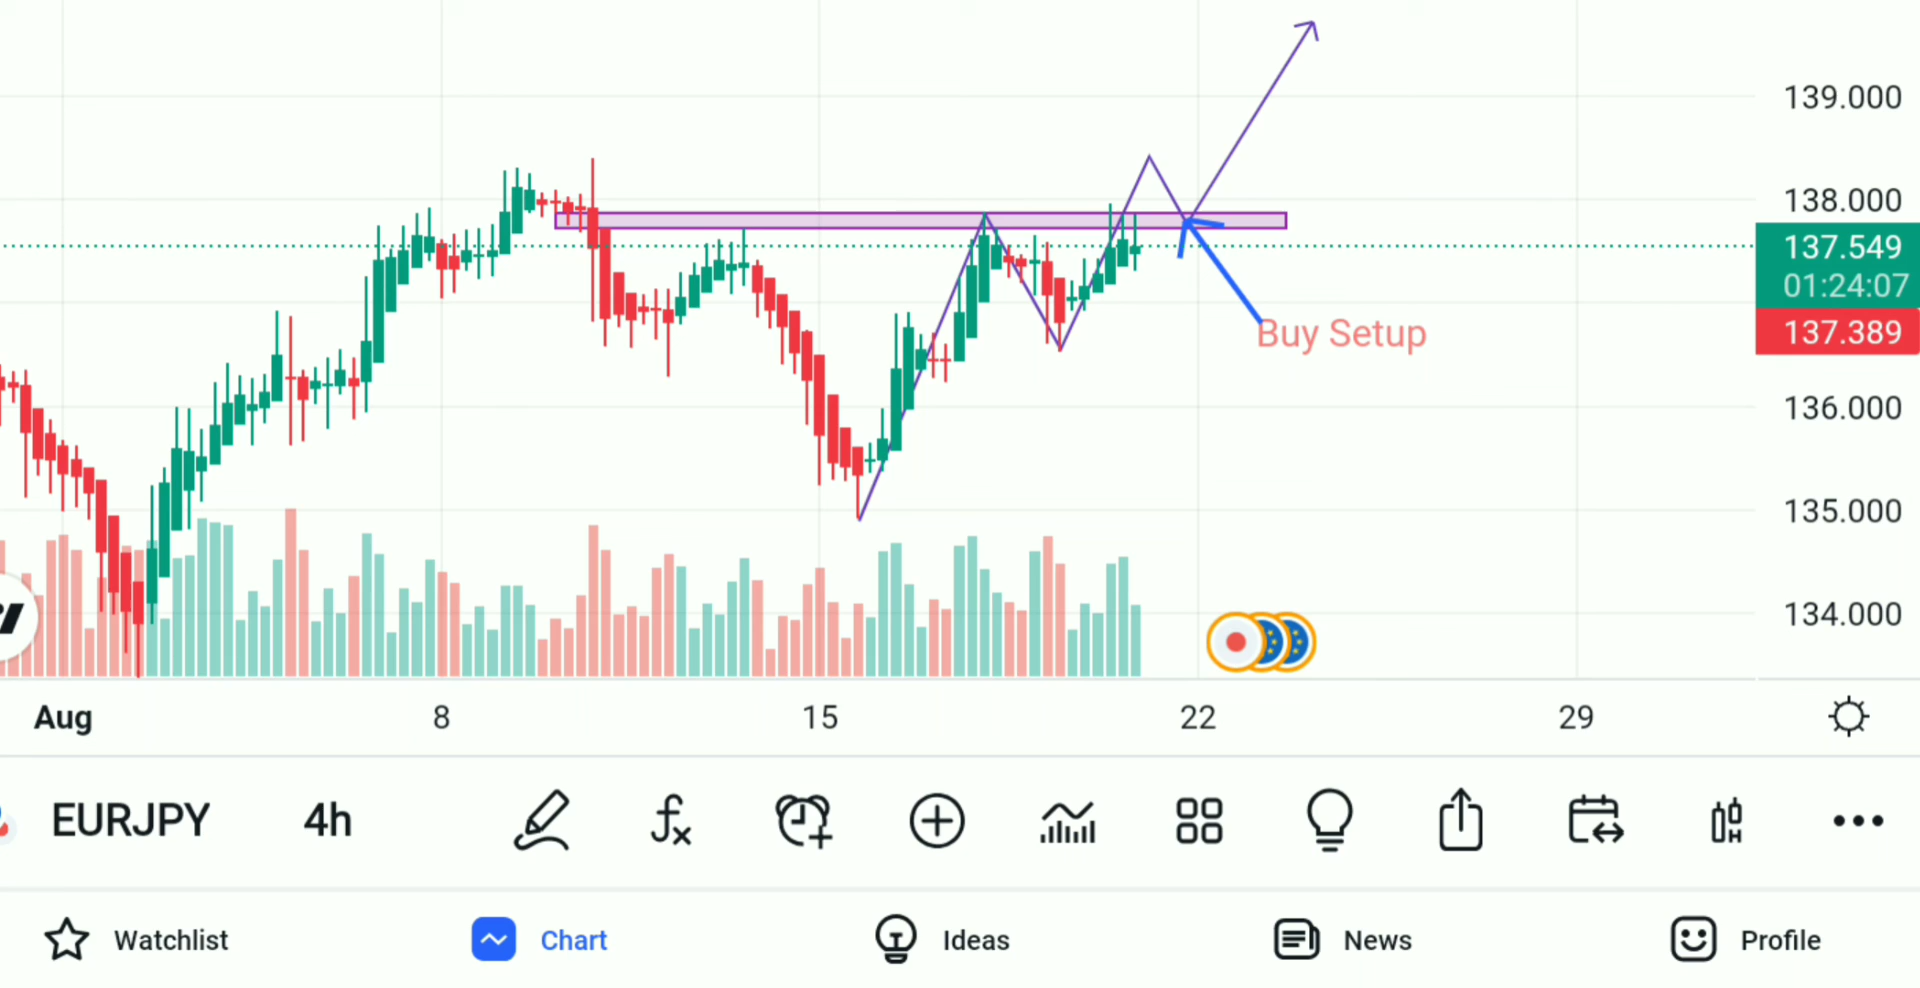 139.000
138.000
137.549
01:24:07
137.389
Buy Setup
136.000
135.000
134.000
Aug 8 15 22 29
EURJPY 4h
Watchlist Chart Ideas News Profile